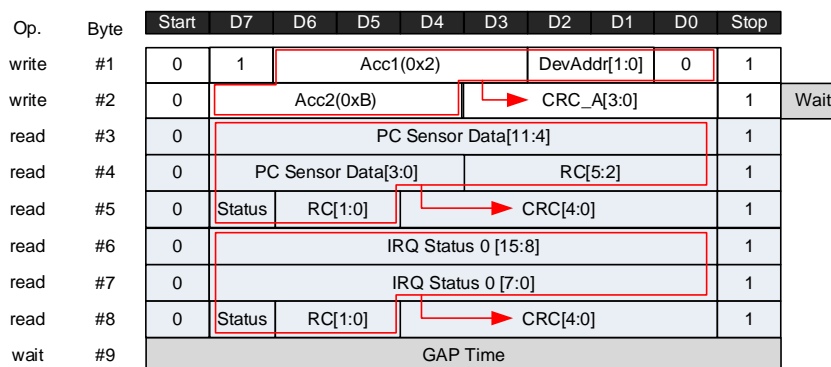 Op. Byte Start D7 D6 D5 D4 D3 D2 D1 D0 Stop
write #1 0 1 Acc1(0x2) DevAddr[1:0] 0 1
write #2 0 Acc2(0xB) CRC_A[3:0] 1 Wait
read #3 0 PC Sensor Data[11:4] 1
read #4 0 PC Sensor Data[3:0] RC[5:2] 1
read #5 0 Status RC[1:0] CRC[4:0] 1
read #6 0 IRQ Status 0 [15:8] 1
read #7 0 IRQ Status 0 [7:0] 1
read #8 0 Status RC[1:0] CRC[4:0] 1
wait #9 GAP Time